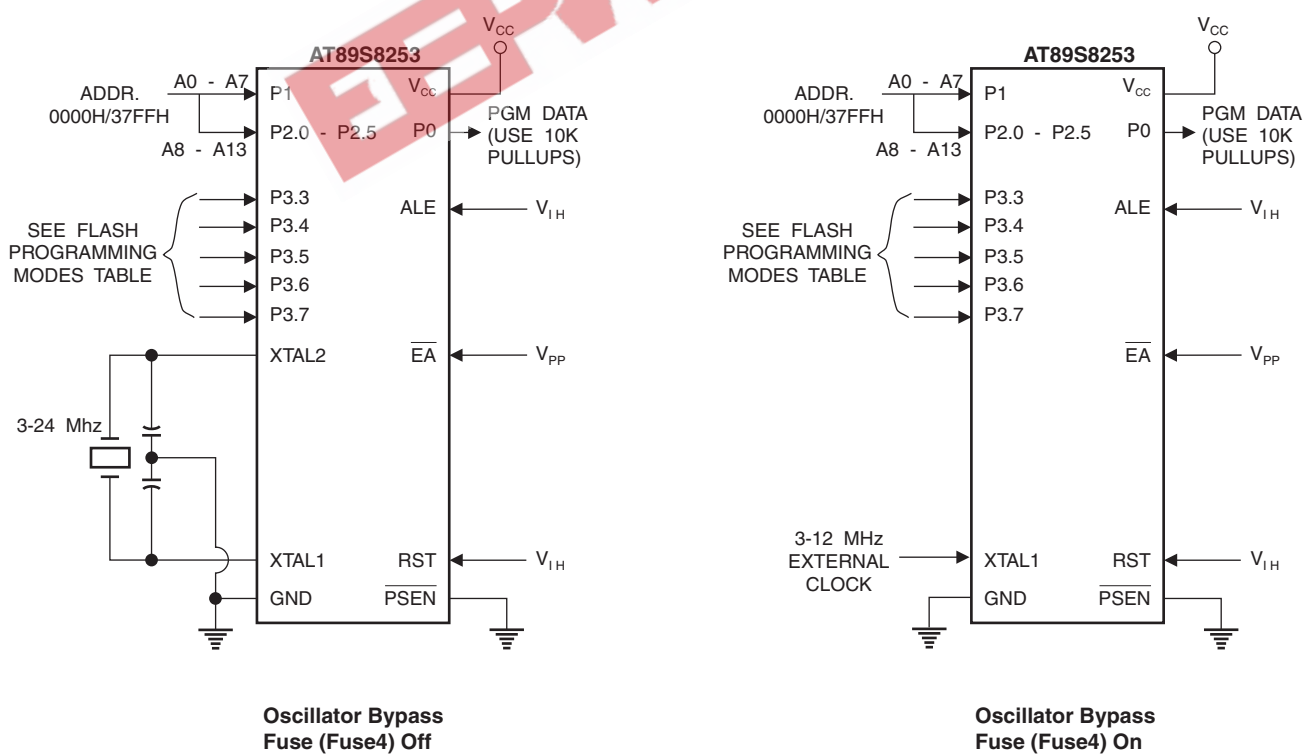 V_CC
AT89S8253
ADDR.
0000H/37FFH
A0 - A7
A8 - A13
P1
P2.0 - P2.5
V_CC
P0
PGM DATA
(USE 10K
PULLUPS)
SEE FLASH
PROGRAMMING
MODES TABLE
P3.3
P3.4
P3.5
P3.6
P3.7
ALE
V_IH
XTAL2
EA
V_PP
3-24 Mhz
XTAL1
RST
V_IH
GND
PSEN
Oscillator Bypass
Fuse (Fuse4) Off
V_CC
AT89S8253
ADDR.
0000H/37FFH
A0 - A7
A8 - A13
P1
P2.0 - P2.5
V_CC
P0
PGM DATA
(USE 10K
PULLUPS)
SEE FLASH
PROGRAMMING
MODES TABLE
P3.3
P3.4
P3.5
P3.6
P3.7
ALE
V_IH
EA
V_PP
3-12 MHz
EXTERNAL
CLOCK
XTAL1
RST
V_IH
GND
PSEN
Oscillator Bypass
Fuse (Fuse4) On